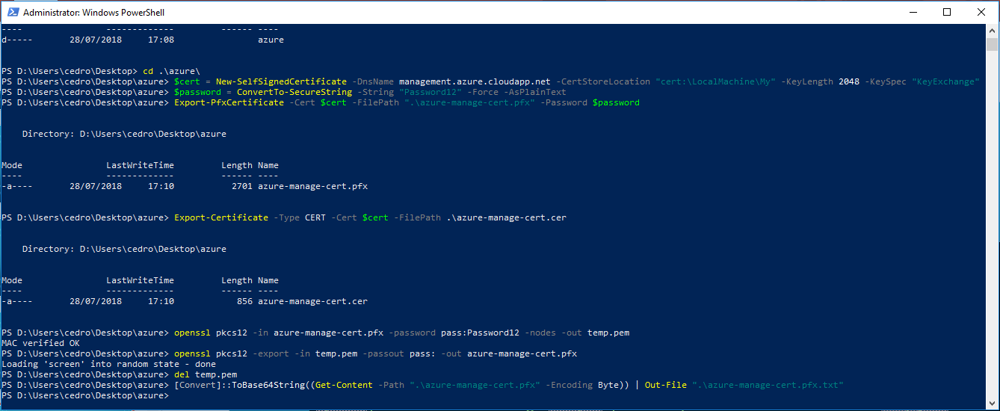 Administrator: Windows PowerShell
----                -------------         ------ ----
d-----       28/07/2018     17:08                azure
PS D:\Users\cedro\Desktop> cd .\azure\
PS D:\Users\cedro\Desktop\azure> $cert = New-SelfSignedCertificate -DnsName management.azure.cloudapp.net -CertStoreLocation "cert:\LocalMachine\My" -KeyLength 2048 -KeySpec "KeyExchange"
PS D:\Users\cedro\Desktop\azure> $password = ConvertTo-SecureString -String "Password12" -Force -AsPlainText
PS D:\Users\cedro\Desktop\azure> Export-PfxCertificate -Cert $cert -FilePath ".\azure-manage-cert.pfx" -Password $password
    Directory: D:\Users\cedro\Desktop\azure
Mode                LastWriteTime         Length Name
----                -------------         ------ ----
-a----       28/07/2018     17:10           2701 azure-manage-cert.pfx
PS D:\Users\cedro\Desktop\azure> Export-Certificate -Type CERT -Cert $cert -FilePath .\azure-manage-cert.cer
    Directory: D:\Users\cedro\Desktop\azure
Mode                LastWriteTime         Length Name
----                -------------         ------ ----
-a----       28/07/2018     17:10            856 azure-manage-cert.cer
PS D:\Users\cedro\Desktop\azure> openssl pkcs12 -in azure-manage-cert.pfx -password pass:Password12 -nodes -out temp.pem
MAC verified OK
PS D:\Users\cedro\Desktop\azure> openssl pkcs12 -export -in temp.pem -passout pass: -out azure-manage-cert.pfx
Loading 'screen' into random state - done
PS D:\Users\cedro\Desktop\azure> del temp.pem
PS D:\Users\cedro\Desktop\azure> [Convert]::ToBase64String((Get-Content -Path ".\azure-manage-cert.pfx" -Encoding Byte)) | Out-File ".\azure-manage-cert.pfx.txt"
PS D:\Users\cedro\Desktop\azure>